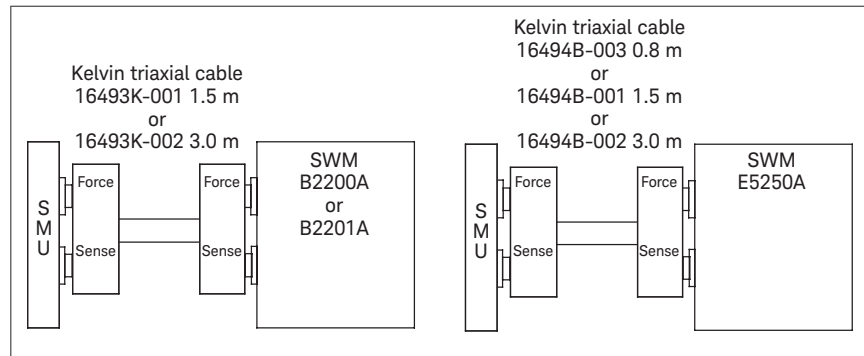 Kelvin triaxial cable
16493K-001 1.5 m
or
16493K-002 3.0 m
SMU
Force
Sense
Force
Sense
SWM
B2200A
or
B2201A
Kelvin triaxial cable
16494B-003 0.8 m
or
16494B-001 1.5 m
or
16494B-002 3.0 m
SMU
Force
Sense
Force
Sense
SWM
E5250A